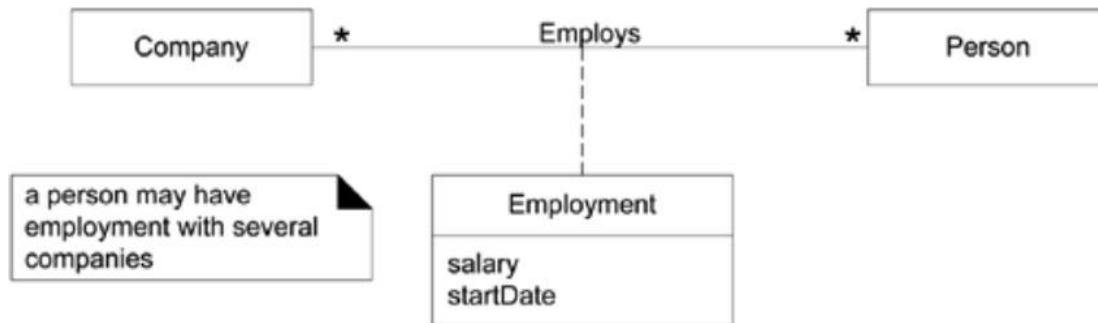 Company
*
Employs
*
Person
a person may have
employment with several
companies
Employment
salary
startDate